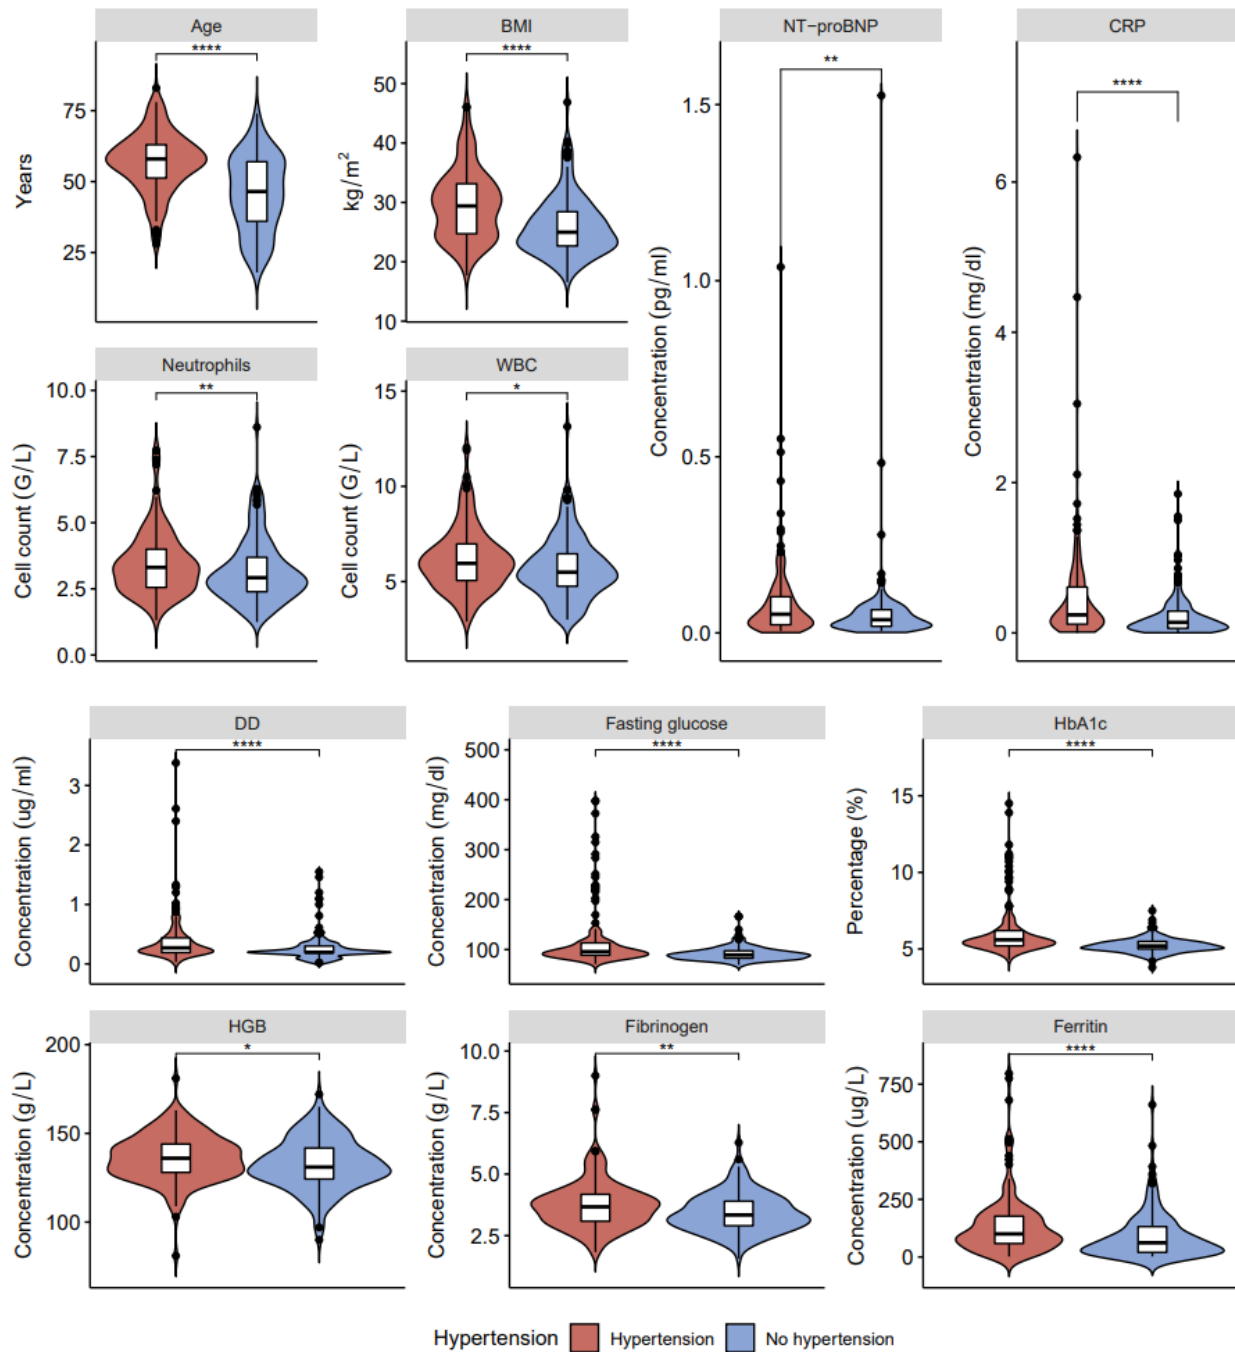 Age
BMI
NT−proBNP
CRP
****
****
**
****
Years
75
50
25
kg/m²
50
40
30
20
10
Concentration (pg/ml)
1.5
1.0
0.5
0.0
Concentration (mg/dl)
6
4
2
0
Neutrophils
WBC
**
*
Cell count (G/L)
10.0
7.5
5.0
2.5
0.0
Cell count (G/L)
15
10
5
DD
Fasting glucose
HbA1c
****
****
****
Concentration (ug/ml)
3
2
1
0
Concentration (mg/dl)
500
400
300
200
100
Percentage (%)
15
10
5
HGB
Fibrinogen
Ferritin
*
**
****
Concentration (g/L)
200
150
100
Concentration (g/L)
10.0
7.5
5.0
2.5
Concentration (ug/L)
750
500
250
0
Hypertension Hypertension No hypertension